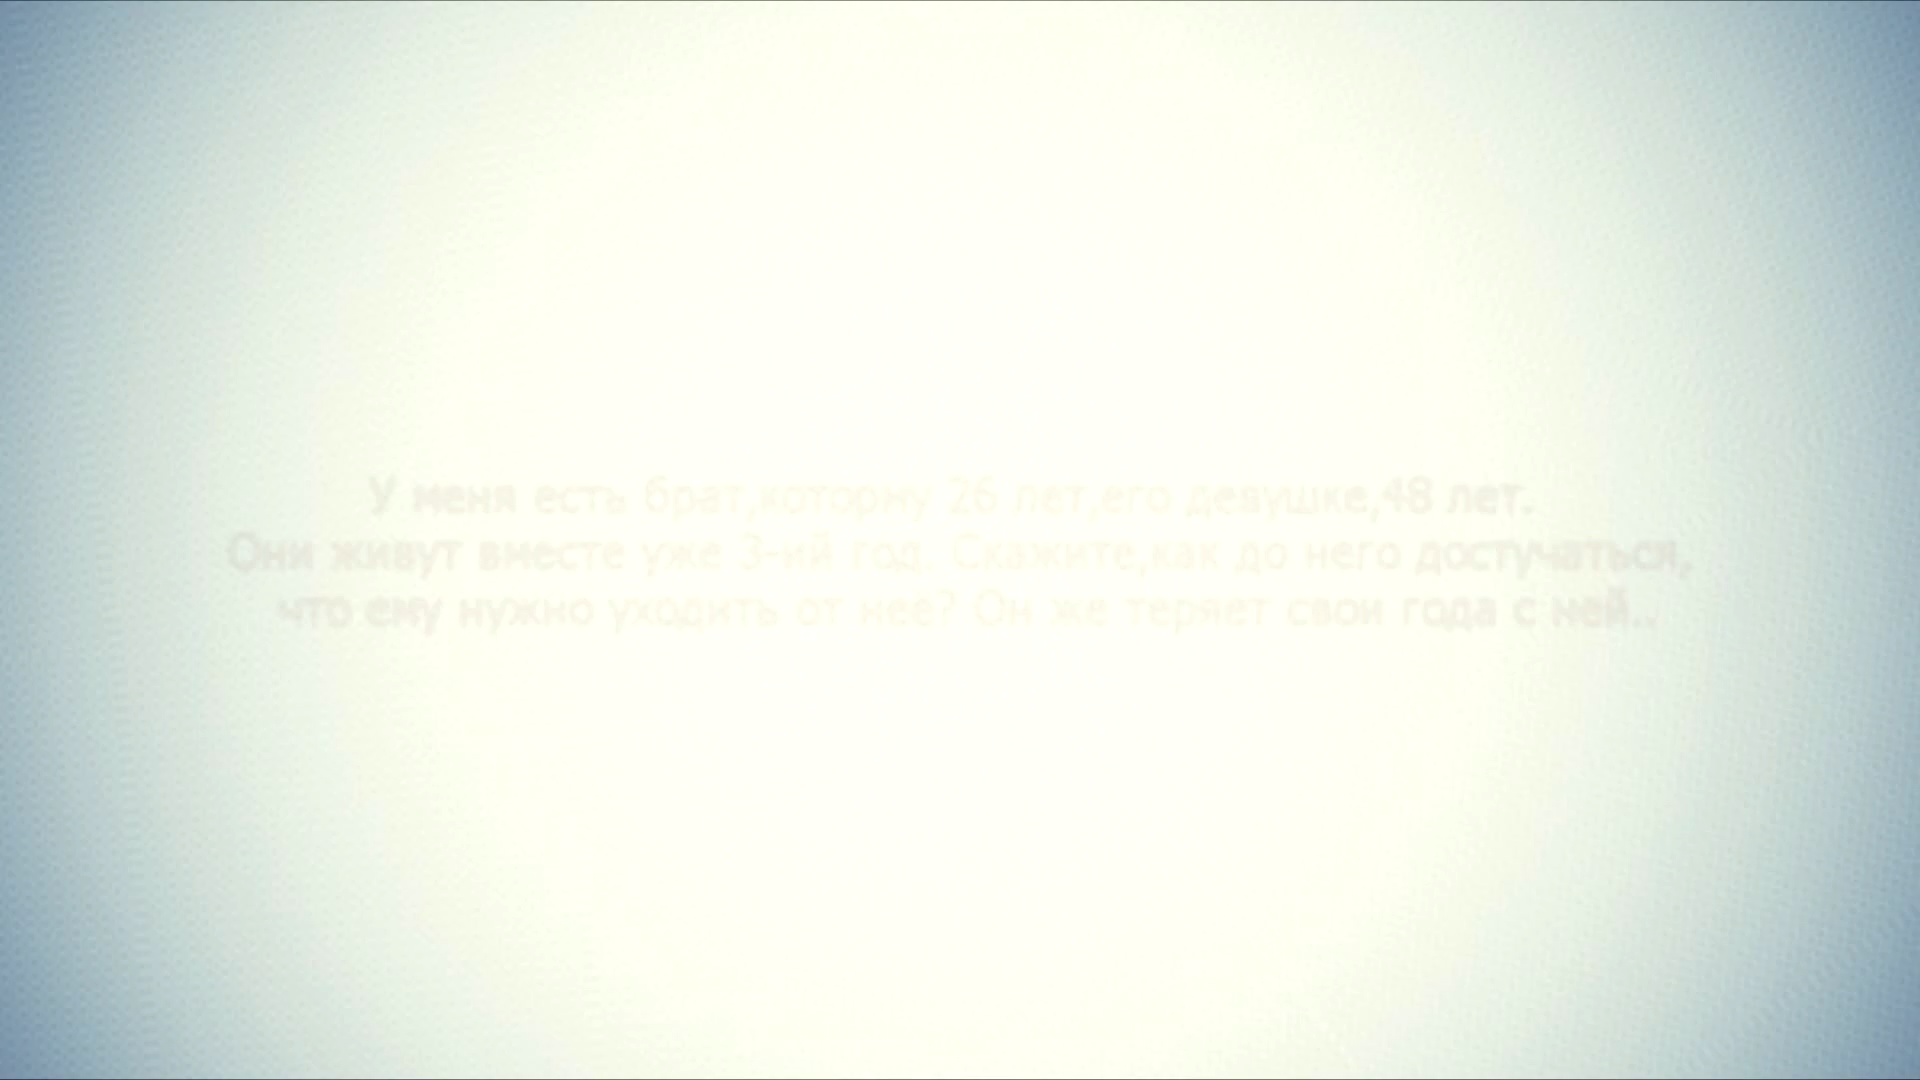 У меня есть брат,которму 26 лет,его девушке,48 лет.
Они живут вместе уже 3-ий год. Скажите,как до него достучаться,
что ему нужно уходить от нее? Он же теряет свои года с ней..